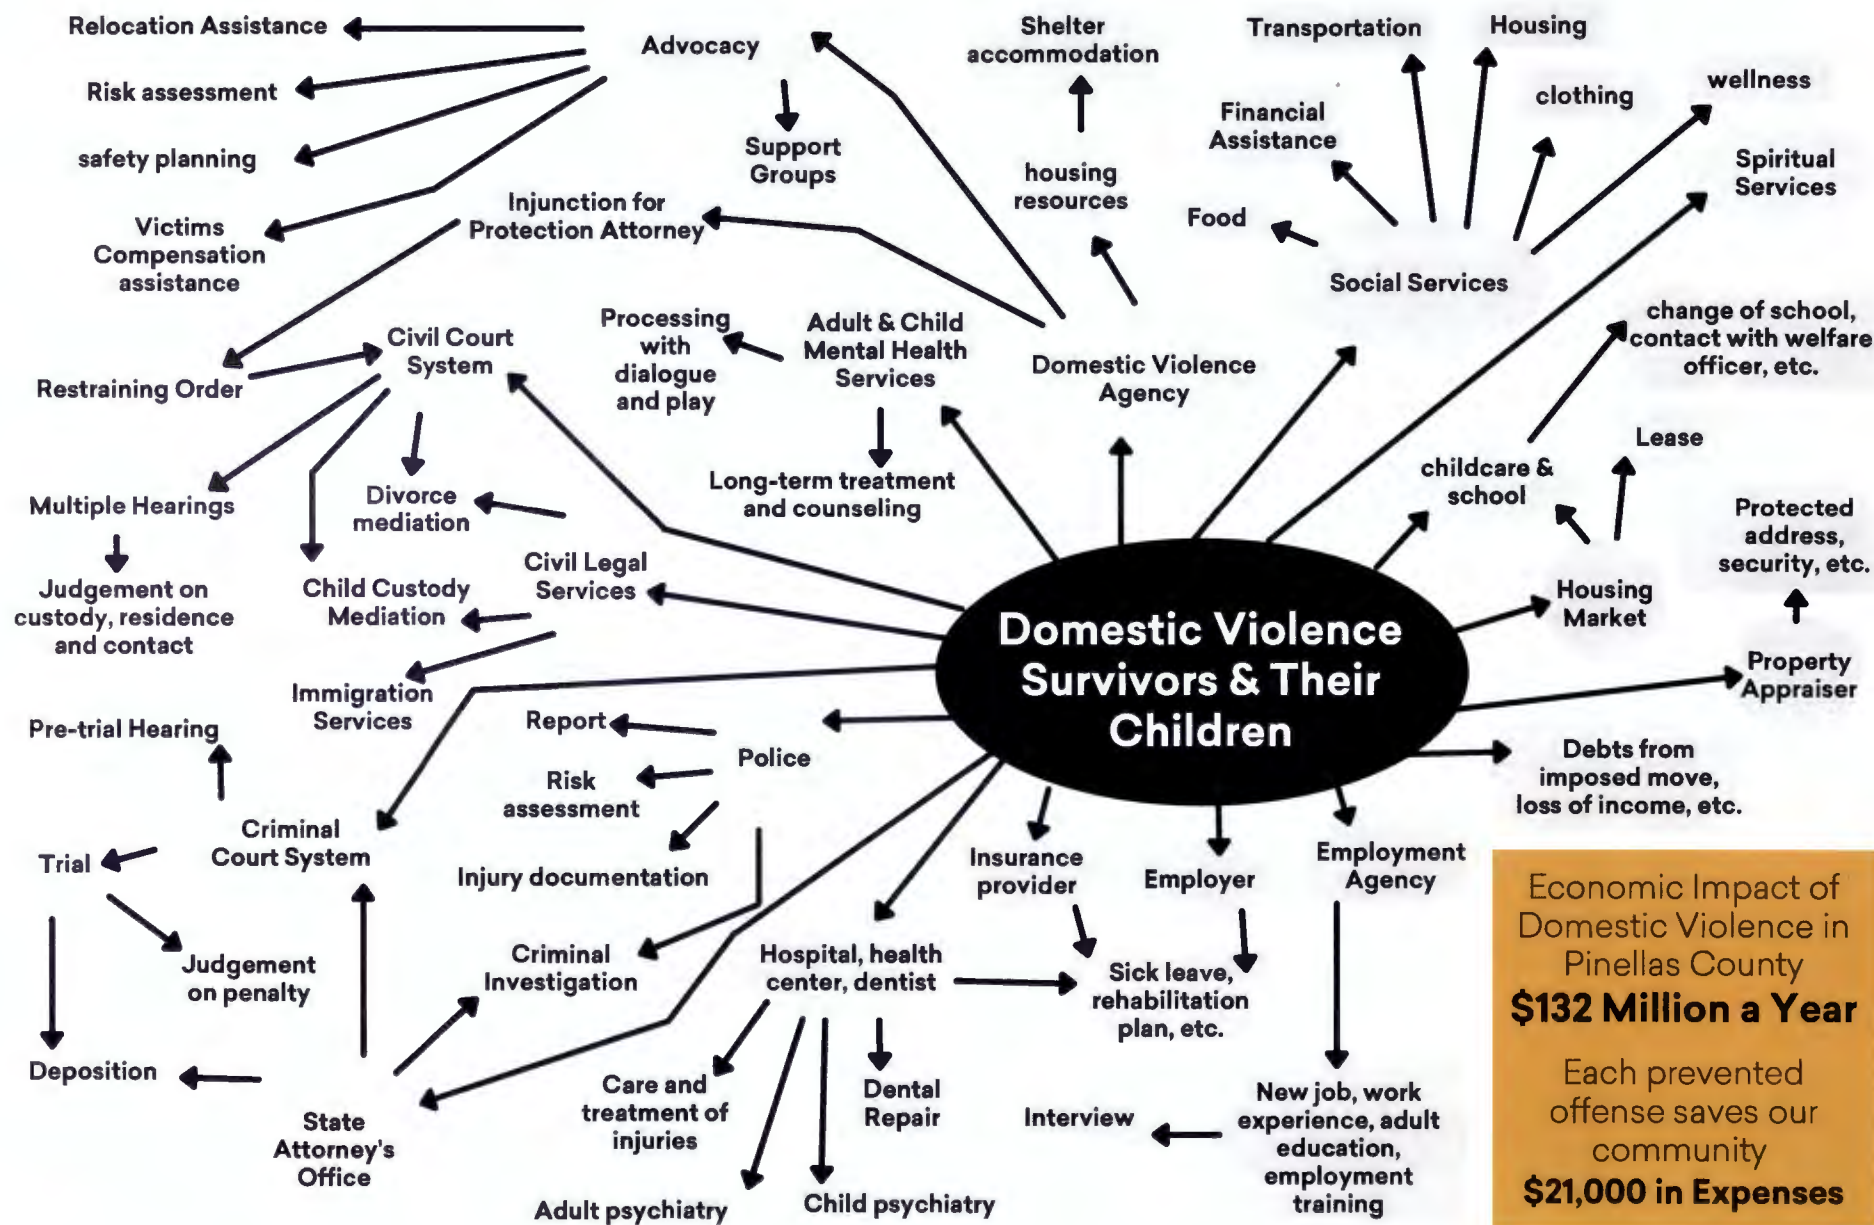 Relocation Assistance
Risk assessment
safety planning
Victims
Compensation
assistance
Advocacy
Support
Groups
Injunction for
Protection Attorney
Shelter
accommodation
housing
resources
Transportation
Housing
Financial
Assistance
clothing
wellness
Spiritual
Services
Food
Social Services
Restraining Order
Civil Court
System
Processing
with
dialogue
and play
Adult & Child
Mental Health
Services
Domestic Violence
Agency
change of school,
contact with welfare
officer, etc.
Long-term treatment
and counseling
childcare &
school
Lease
Multiple Hearings
Divorce
mediation
Protected
address,
security, etc.
Judgement on
custody, residence
and contact
Child Custody
Mediation
Civil Legal
Services
Housing
Market
Domestic Violence
Survivors & Their
Children
Immigration
Services
Property
Appraiser
Pre-trial Hearing
Report
Police
Risk
assessment
Injury documentation
Debts from
imposed move,
loss of income, etc.
Criminal
Court System
Trial
Insurance
provider
Employer
Employment
Agency
Judgement
on penalty
Criminal
Investigation
Hospital, health
center, dentist
Sick leave,
rehabilitation
plan, etc.
Deposition
State
Attorney's
Office
Care and
treatment of
injuries
Dental
Repair
Adult psychiatry
Child psychiatry
Interview
New job, work
experience, adult
education,
employment
training
Economic Impact of
Domestic Violence in
Pinellas County
$132 Million a Year
Each prevented
offense saves our
community
$21,000 in Expenses